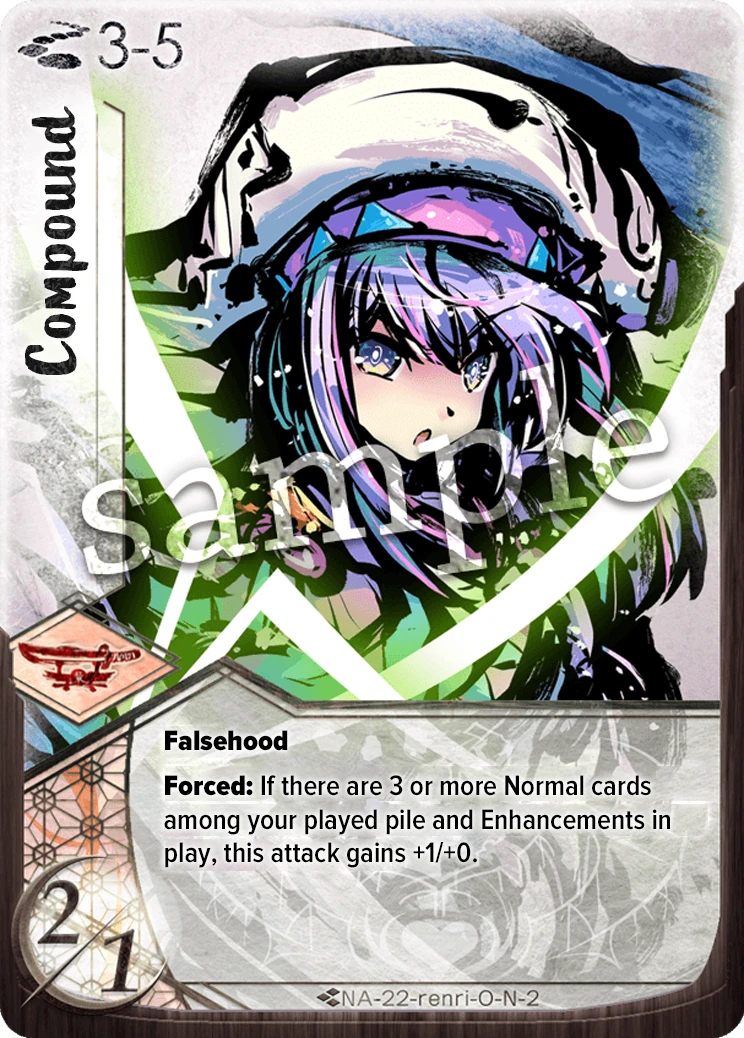 3-5
Compound
sample
Falsehood
Forced: If there are 3 or more Normal cards
among your played pile and Enhancements in
play, this attack gains +1/+0.
2/1
NA-22-renri-O-N-2